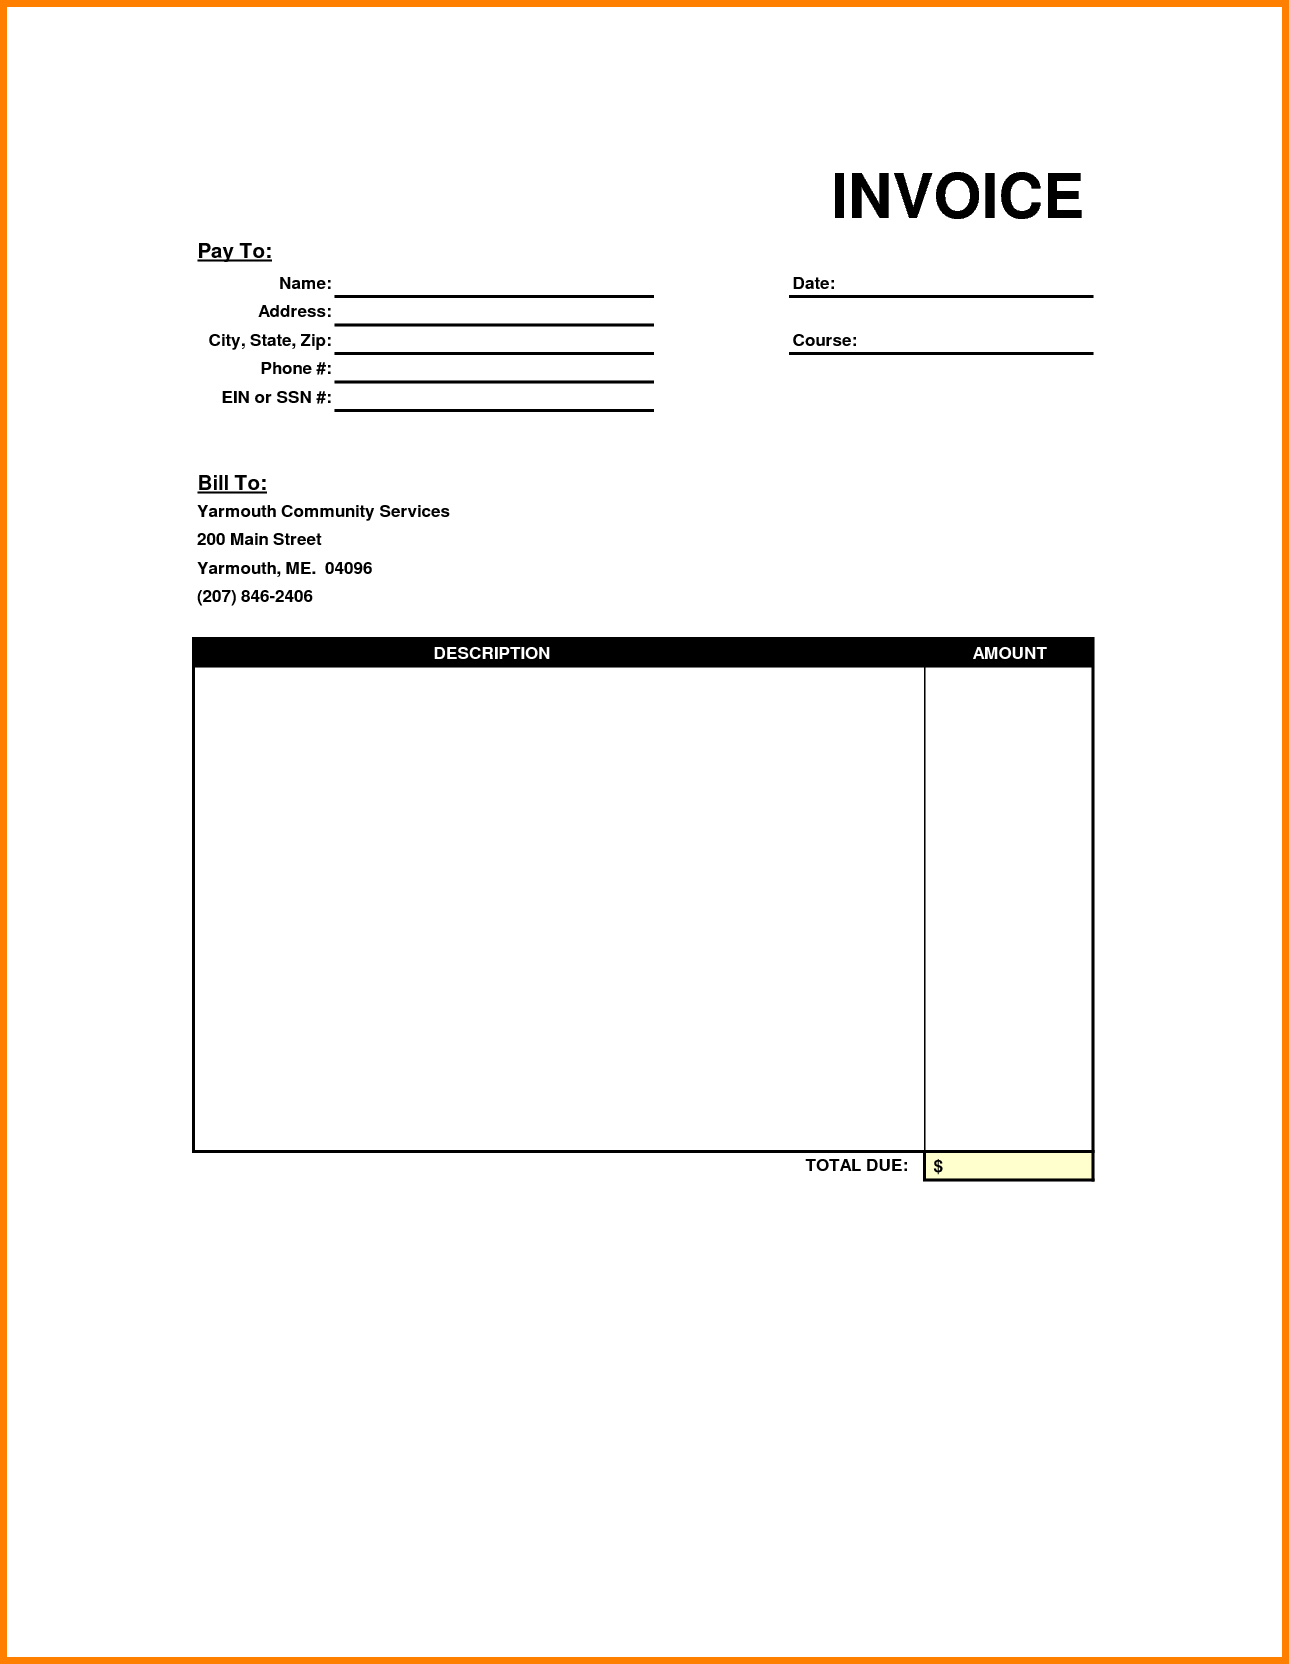 INVOICE
Pay To:
Name:
Date:
Address:
City, State, Zip:
Course:
Phone #:
EIN or SSN #:
Bill To:
Yarmouth Community Services
200 Main Street
Yarmouth, ME.  04096
(207) 846-2406
DESCRIPTION AMOUNT
TOTAL DUE: $